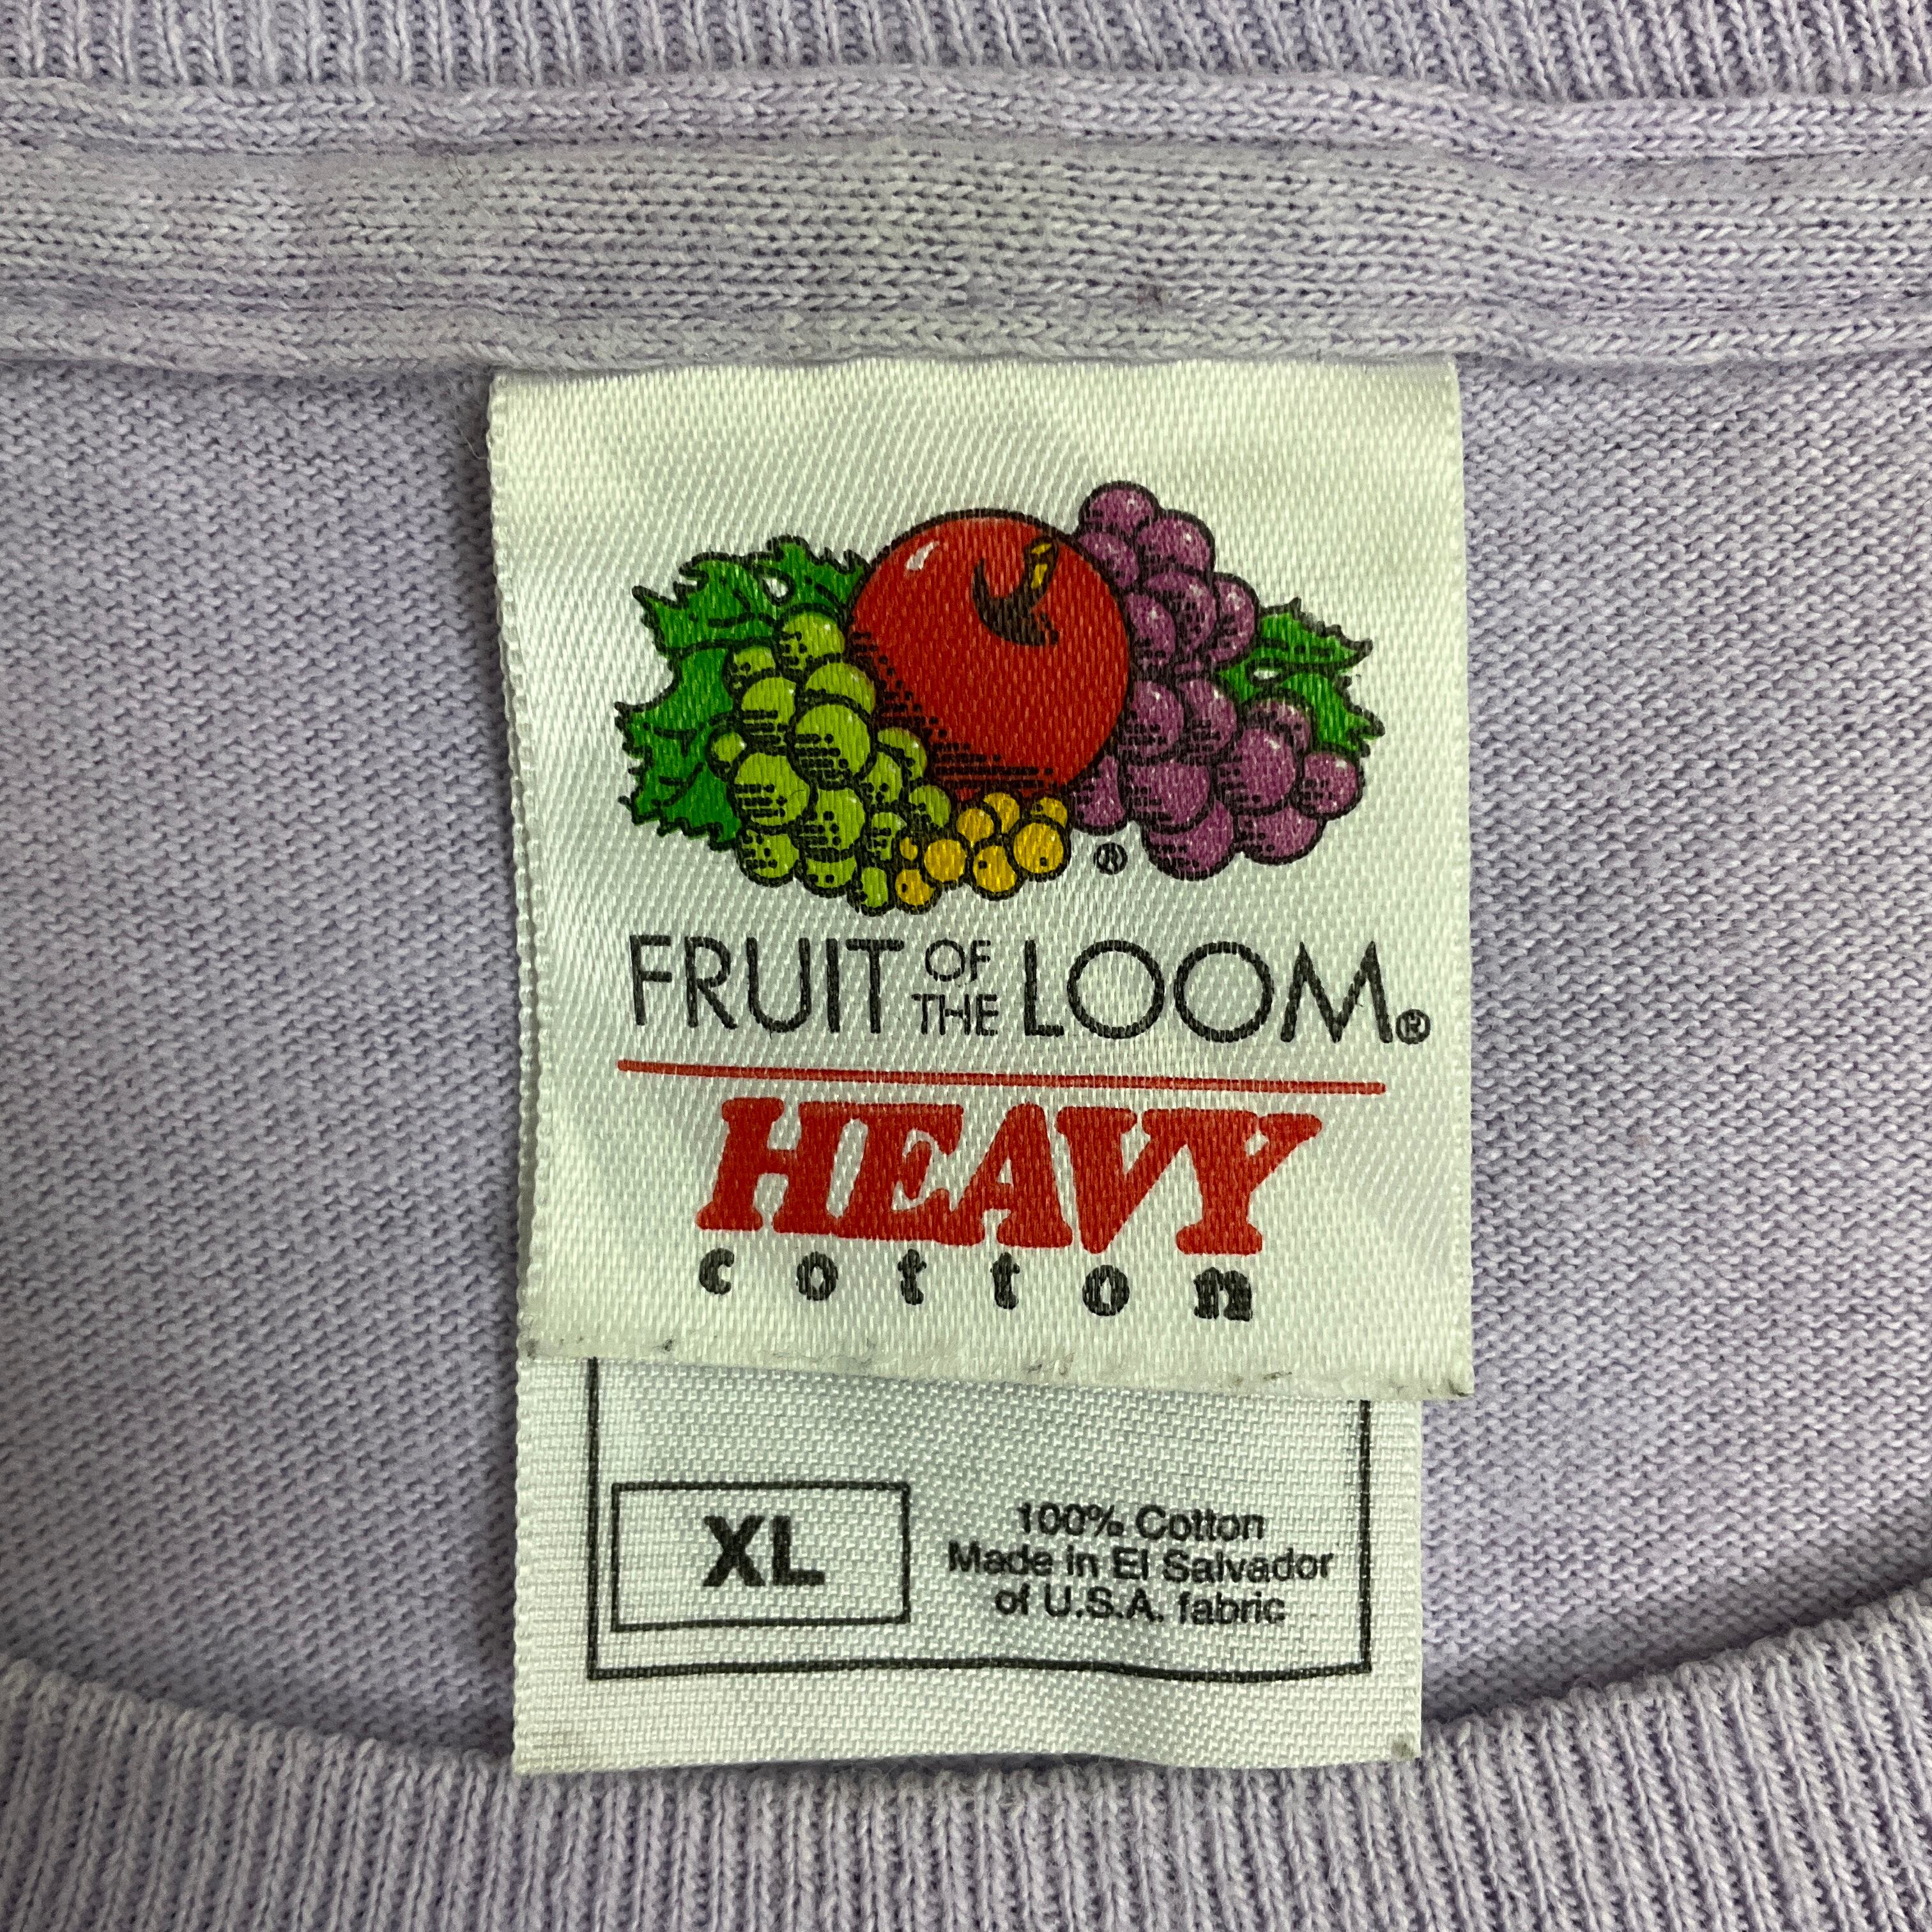 ®
FRUIT OF THE LOOM®
HEAVY
cotton
XL
100% Cotton
Made in El Salvador
of U.S.A. fabric